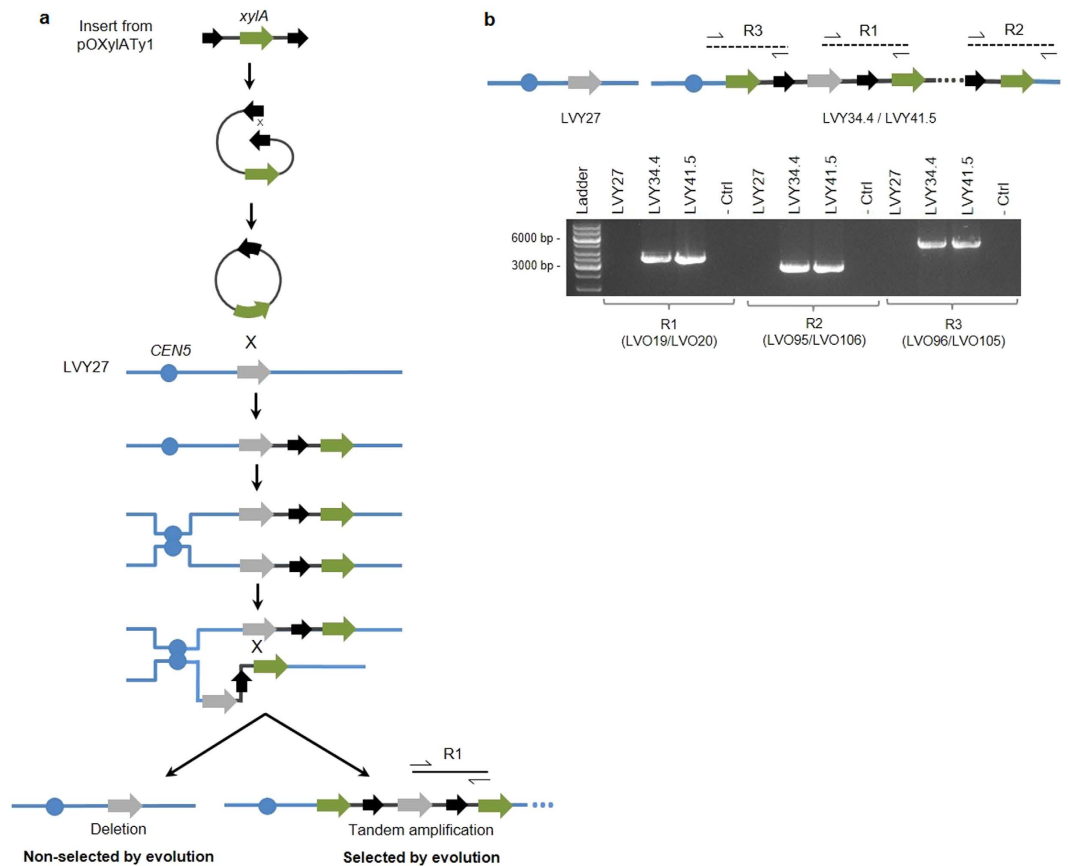 a
Insert from
pOXylATy1
xylA
x
X
CEN5
LVY27
X
R1
Deletion
Tandem amplification
Non-selected by evolution
Selected by evolution
b
R3
R1
R2
LVY27
LVY34.4 / LVY41.5
Ladder
LVY27
LVY34.4
LVY41.5
- Ctrl
LVY27
LVY34.4
LVY41.5
- Ctrl
LVY27
LVY34.4
LVY41.5
- Ctrl
6000 bp -
3000 bp -
R1
(LVO19/LVO20)
R2
(LVO95/LVO106)
R3
(LVO96/LVO105)